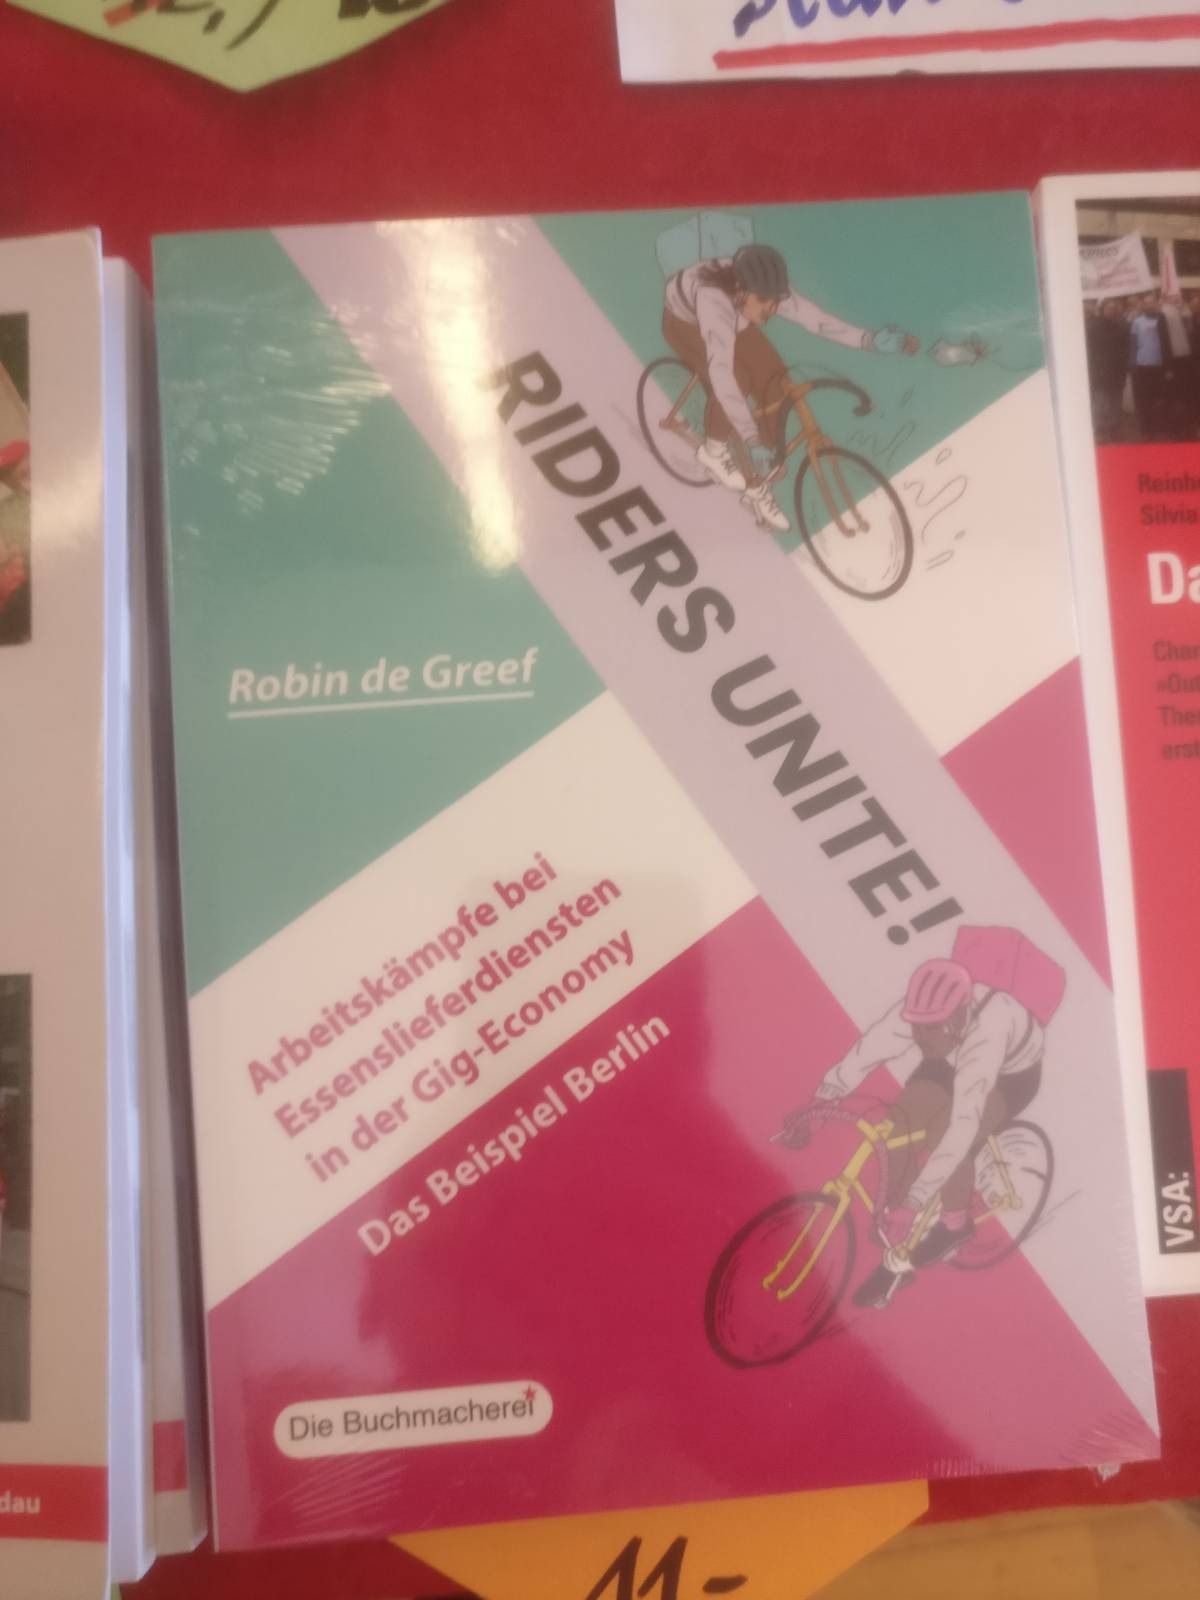 RIDERS UNITE!
Robin de Greef
Arbeitskämpfe bei
Essenslieferdiensten
in der Gig-Economy
Das Beispiel Berlin
Die Buchmacherei
11,-
Silvia
VSA: